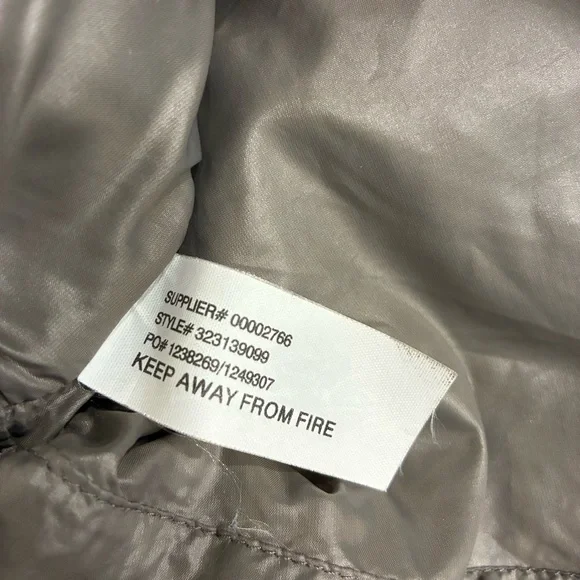 SUPPLIER# 00002766
STYLE# 323139099
PO# 1238269/1249307
KEEP AWAY FROM FIRE